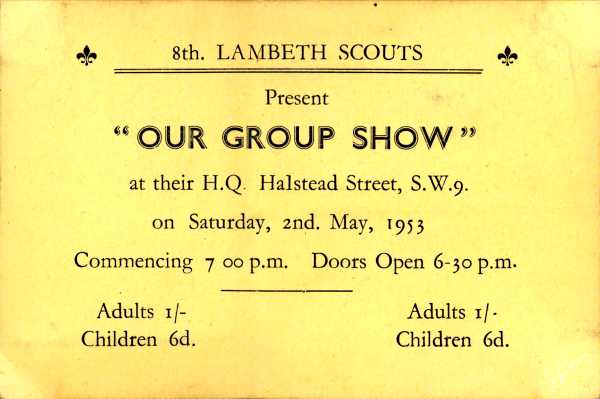 8th. LAMBETH SCOUTS
Present
“OUR GROUP SHOW”
at their H.Q. Halstead Street, S.W.9.
on Saturday, 2nd. May, 1953
Commencing 7 00 p.m. Doors Open 6-30 p.m.
Adults 1/- Adults 1/-
Children 6d. Children 6d.